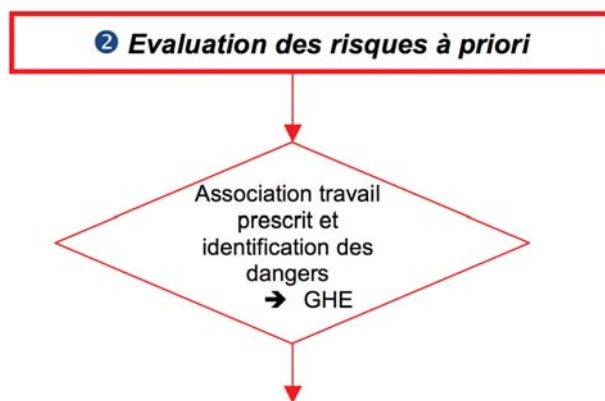 ❷ Evaluation des risques à priori
Association travail
prescrit et
identification des
dangers
➔ GHE